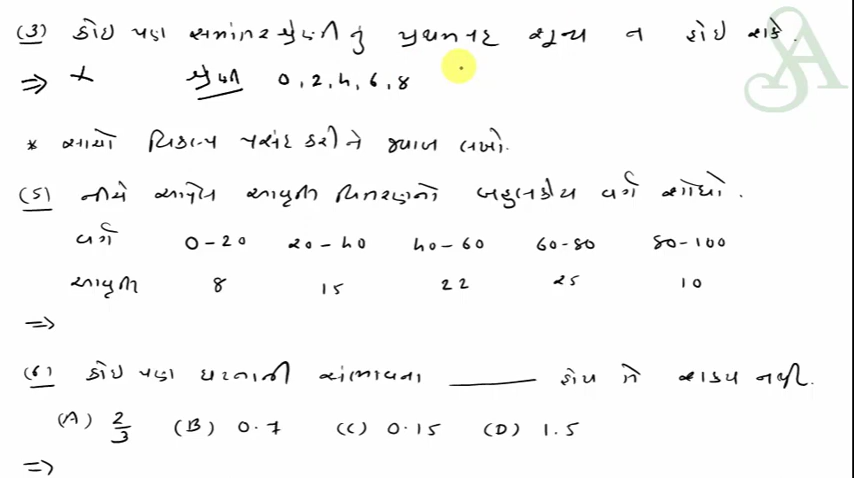 (3) કોઇ પણ સમાંતર શ્રેણીનું પ્રથમ પદ શૂન્ય ન હોઇ શકે.
⇒ × શ્રેણી 0, 2, 4, 6, 8
* સાચો વિકલ્પ પસંદ કરીને જવાબ લખો.
(5) નીચે આપેલ આવૃત્તિ વિતરણનો બહુલકીય વર્ગ શોધો.
વર્ગ 0-20 20-40 40-60 60-80 80-100
આવૃત્તિ 8 15 22 25 10
⇒
(6) કોઇ પણ ઘટનાની સંભાવના ______ હોય તે શક્ય નથી.
(A) 2/3 (B) 0.7 (C) 0.15 (D) 1.5
⇒